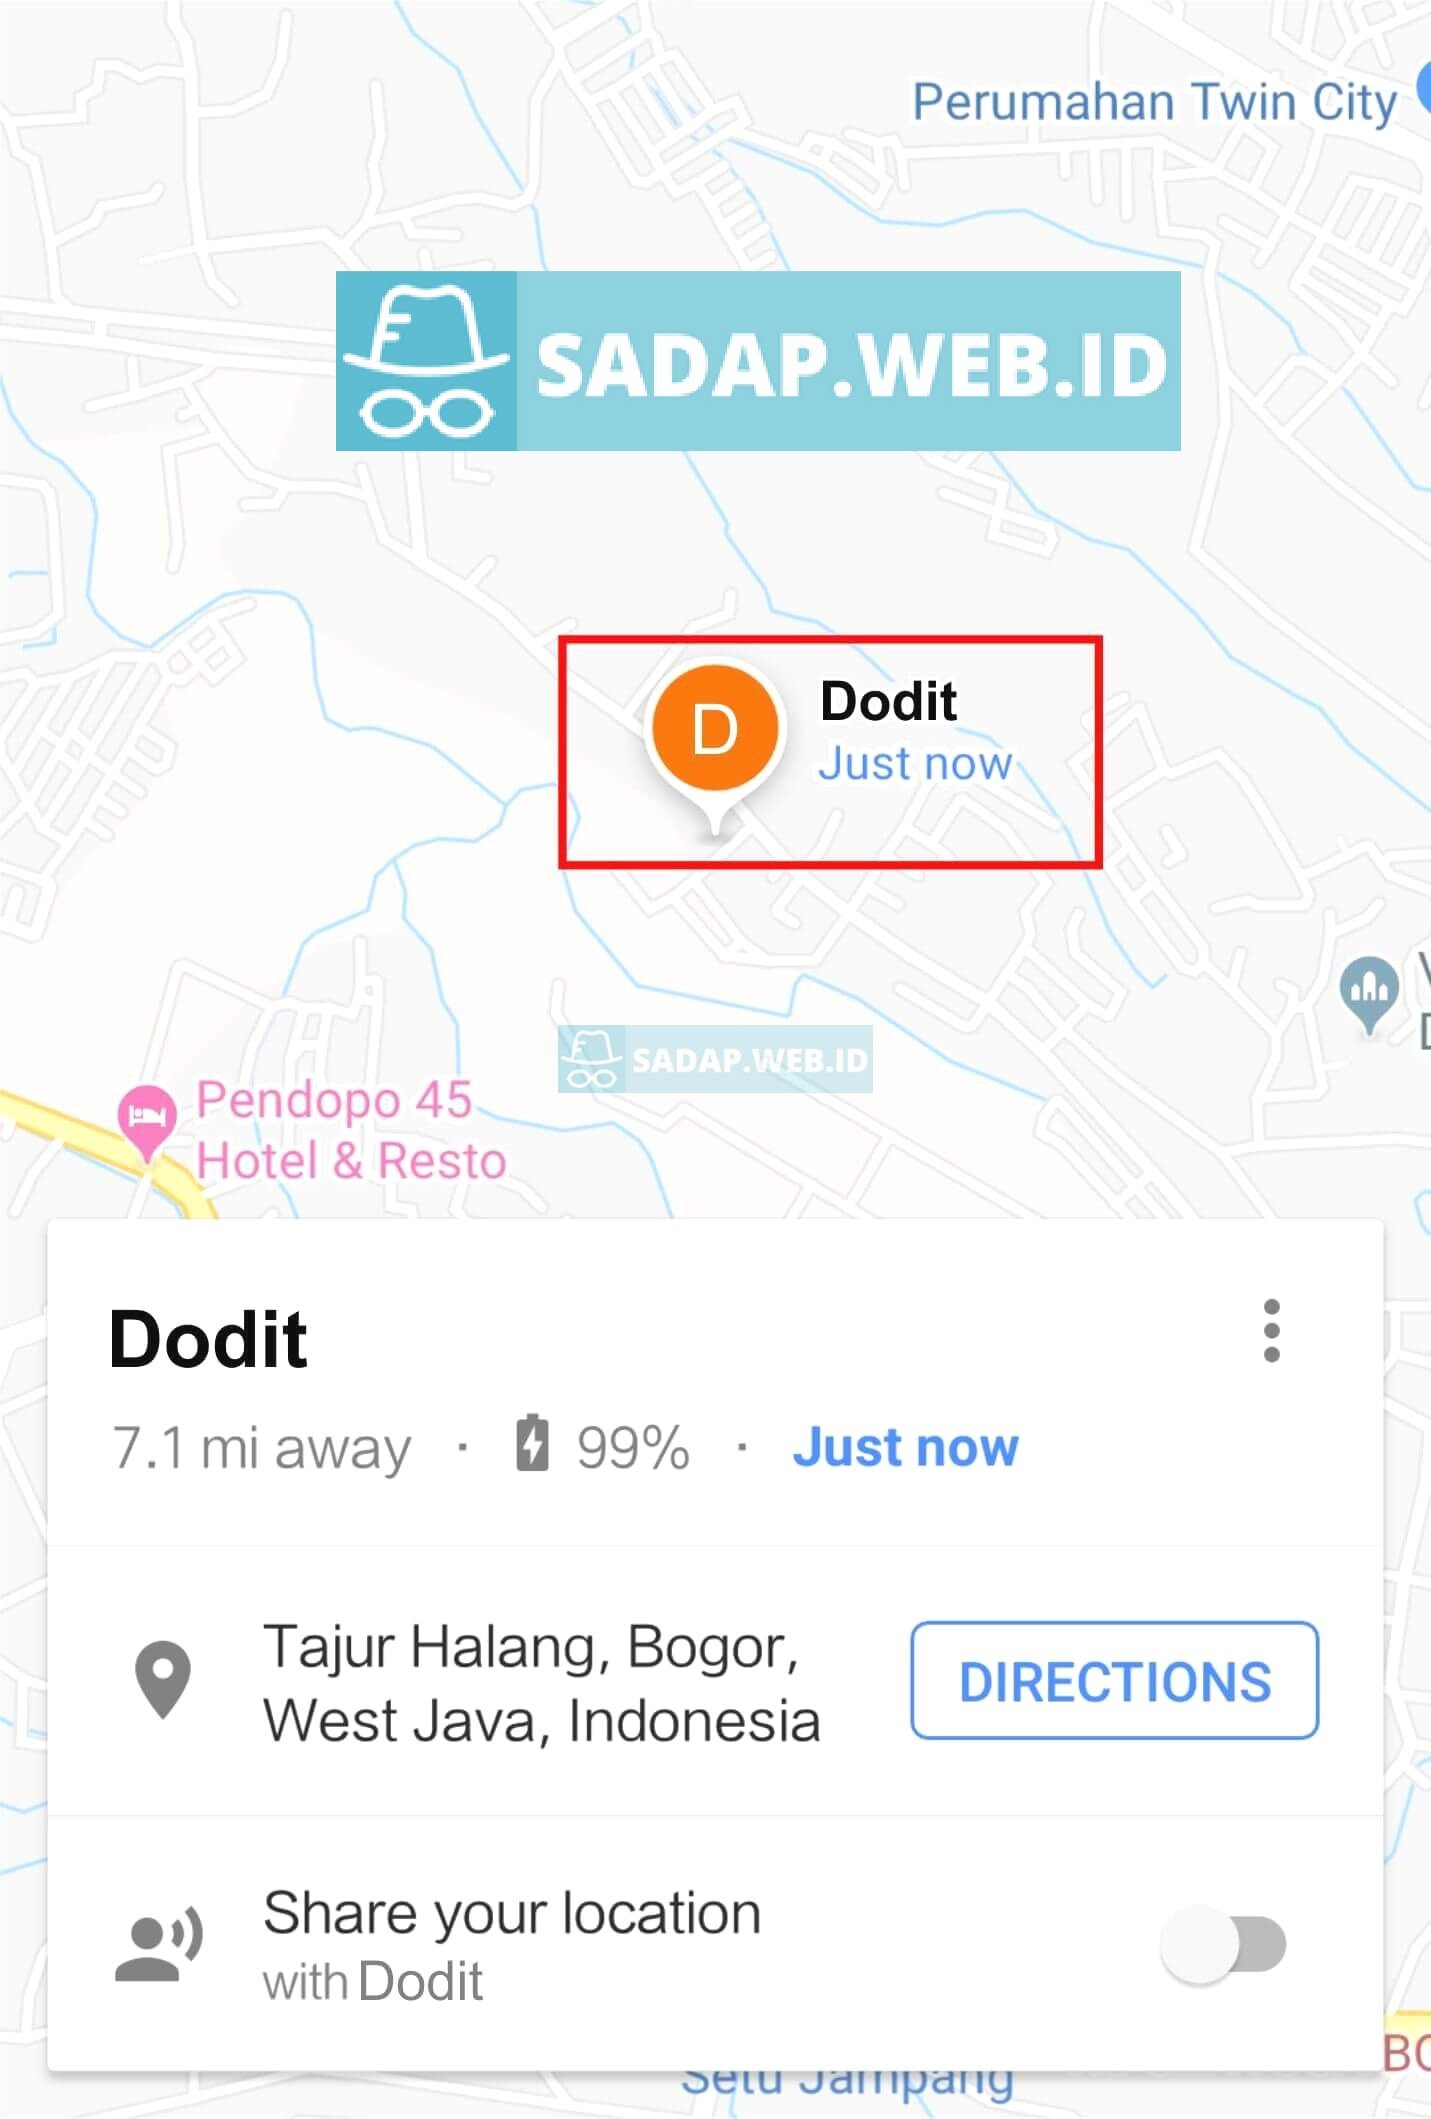 Perumahan Twin City
SADAP.WEB.ID
D
Dodit
Just now
SADAP.WEB.ID
Pendopo 45
Hotel & Resto
Dodit
7.1 mi away · 99% · Just now
Tajur Halang, Bogor,
West Java, Indonesia
DIRECTIONS
Share your location
with Dodit
Setu Jampang